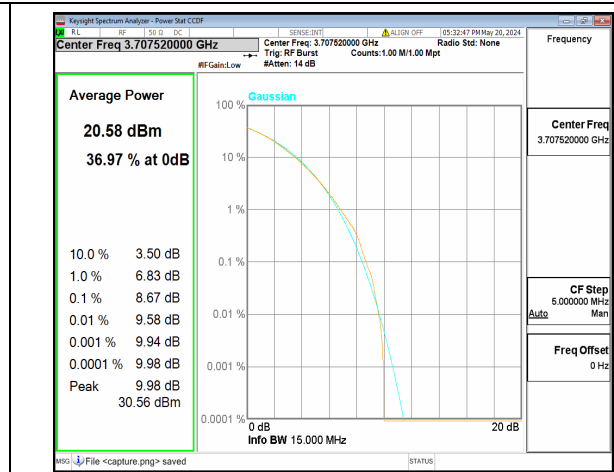 Keysight Spectrum Analyzer - Power Stat CCDF
RL RF 50 Ω DC SENSE:INT ALIGN OFF 05:32:47 PM May 20, 2024
Center Freq 3.707520000 GHz
Center Freq: 3.707520000 GHz Radio Std: None
Trig: RF Burst Counts:1.00 M/1.00 Mpt
#IFGain:Low #Atten: 14 dB
Frequency
Average Power
20.58 dBm
36.97 % at 0dB
10.0 % 3.50 dB
1.0 % 6.83 dB
0.1 % 8.67 dB
0.01 % 9.58 dB
0.001 % 9.94 dB
0.0001 % 9.98 dB
Peak 9.98 dB
30.56 dBm
Gaussian
100 %
10 %
1 %
0.1 %
0.01 %
0.001 %
0.0001 %
0 dB 20 dB
Info BW 15.000 MHz
Center Freq
3.707520000 GHz
CF Step
5.000000 MHz
Auto Man
Freq Offset
0 Hz
MSG File <capture.png> saved STATUS